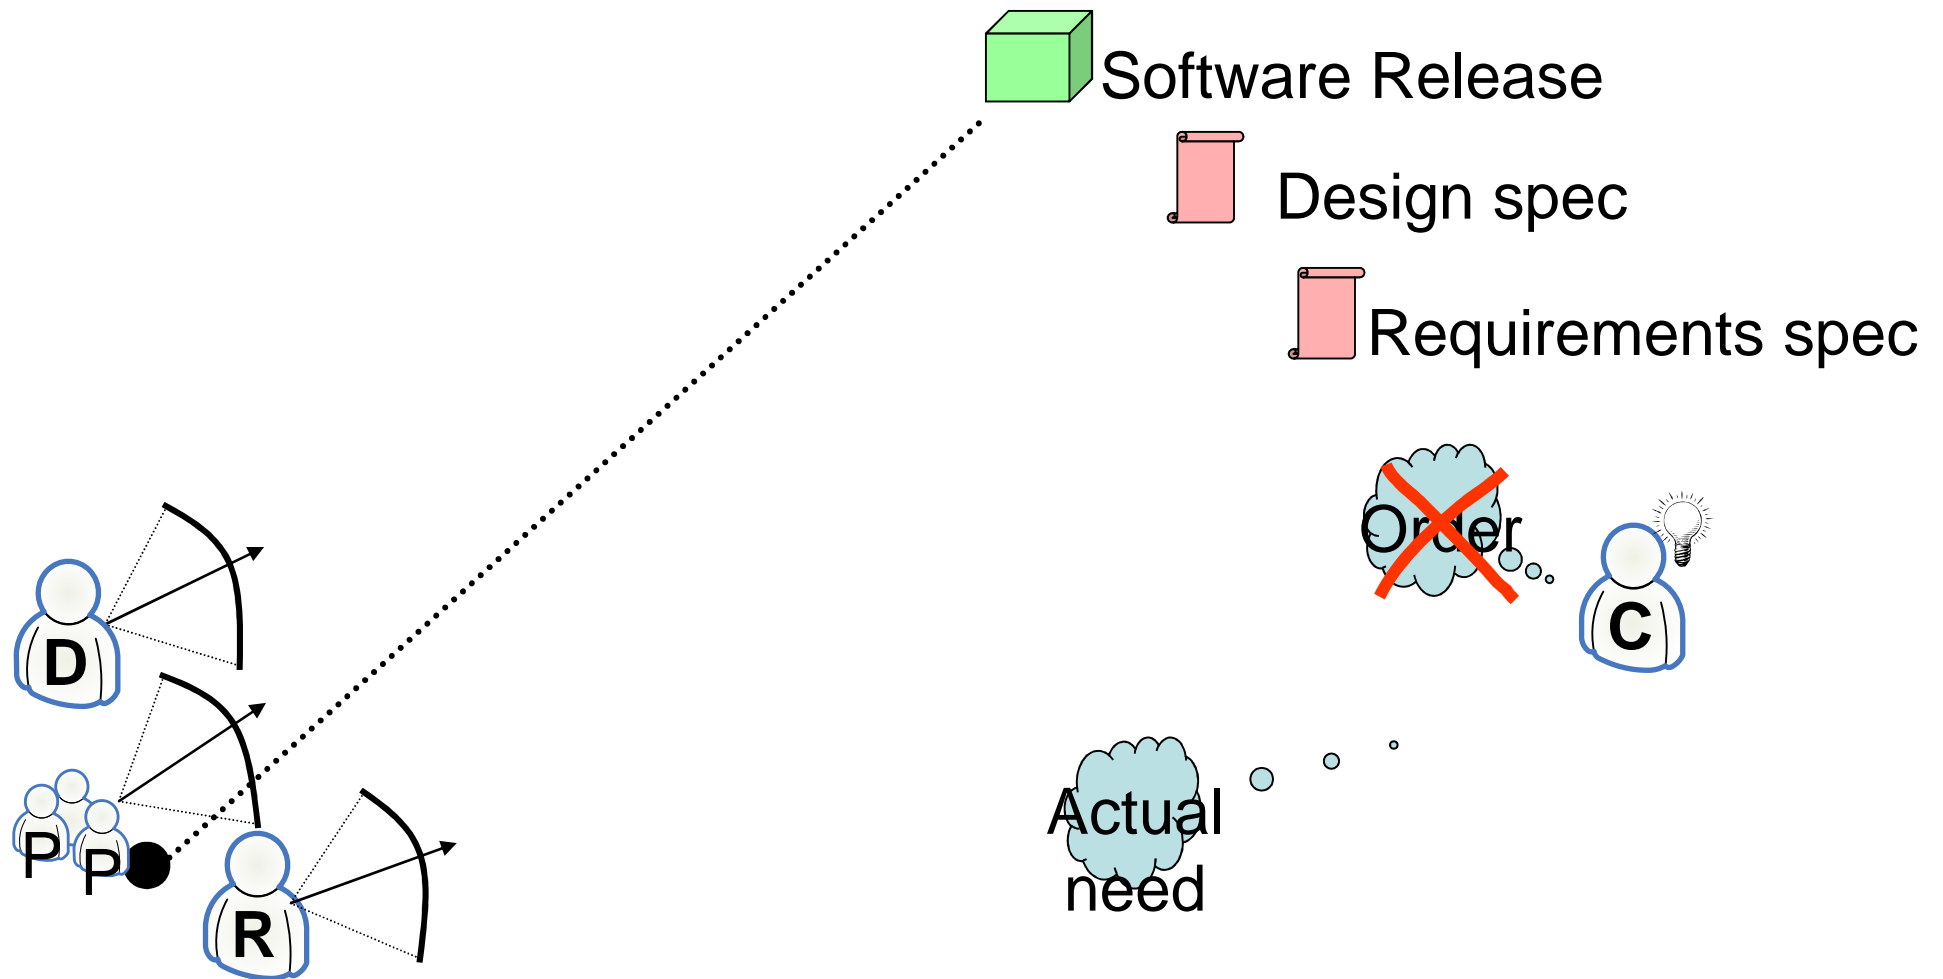 Software Release
Design spec
Requirements spec
Order
C
D
Actual
need
P
P
R